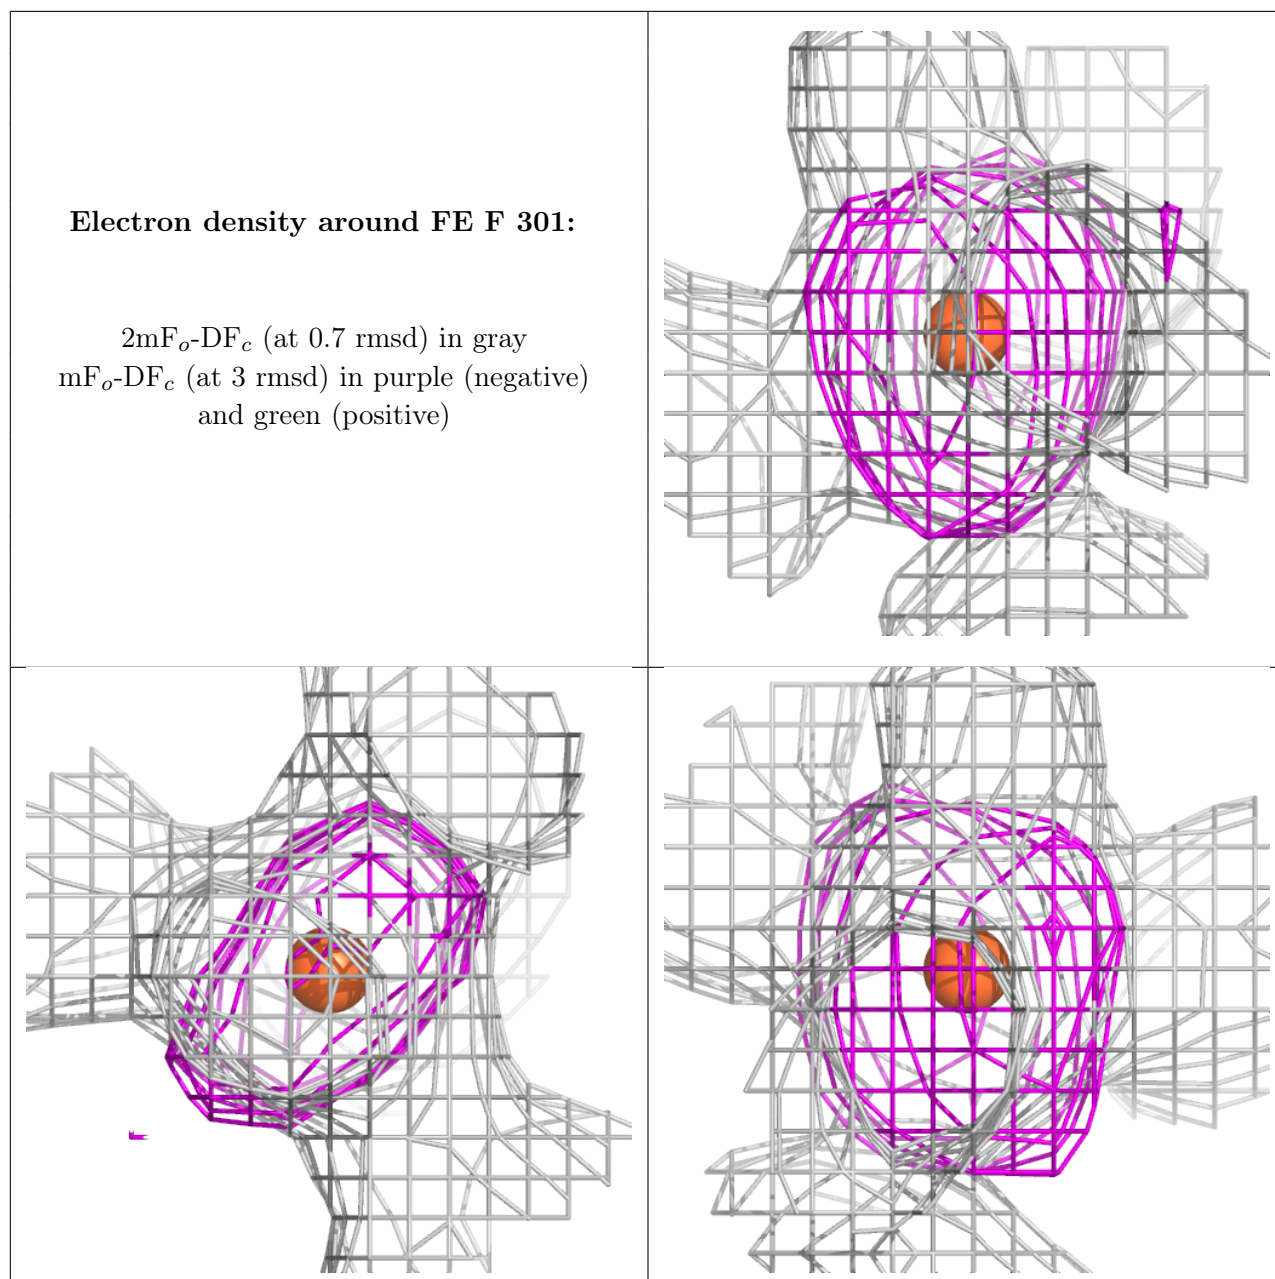 Electron density around FE F 301:
2mFo-DFc (at 0.7 rmsd) in gray
mFo-DFc (at 3 rmsd) in purple (negative)
and green (positive)